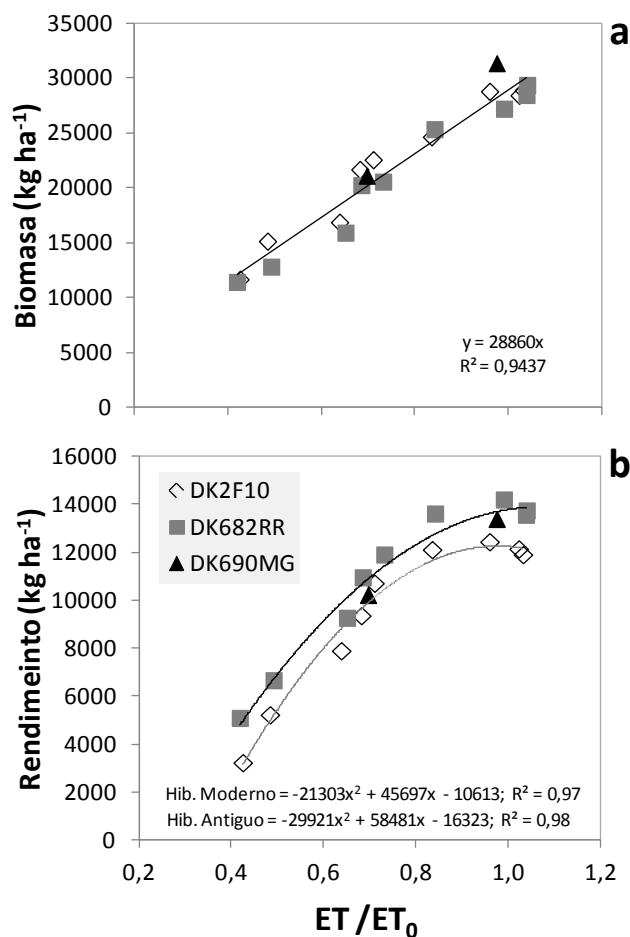 a
35000
30000
25000
20000
15000
10000
5000
0
Biomasa (kg ha⁻¹)
y = 28860x
R² = 0,9437
b
16000
14000
12000
10000
8000
6000
4000
2000
0
Rendimeinto (kg ha⁻¹)
DK2F10
DK682RR
DK690MG
Hib. Moderno = -21303x² + 45697x - 10613; R² = 0,97
Hib. Antiguo = -29921x² + 58481x - 16323; R² = 0,98
0,2 0,4 0,6 0,8 1,0 1,2
ET /ET₀